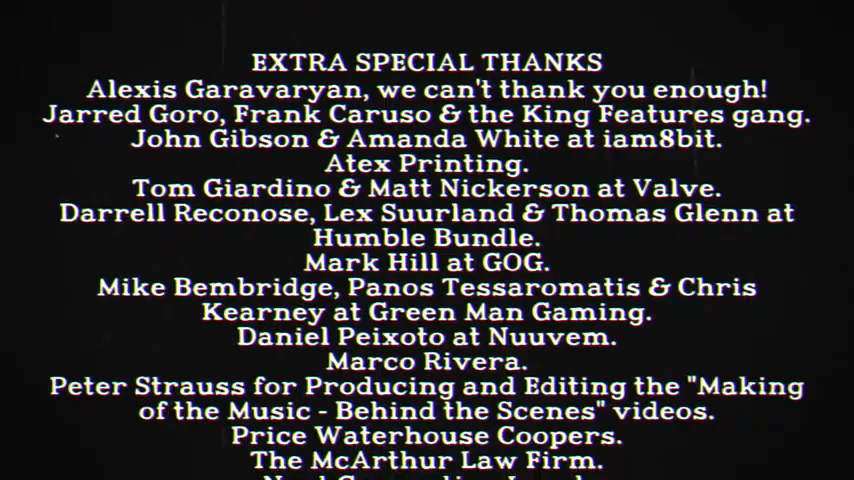 EXTRA SPECIAL THANKS
Alexis Garavaryan, we can't thank you enough!
Jarred Goro, Frank Caruso & the King Features gang.
John Gibson & Amanda White at iam8bit.
Atex Printing.
Tom Giardino & Matt Nickerson at Valve.
Darrell Reconose, Lex Suurland & Thomas Glenn at
Humble Bundle.
Mark Hill at GOG.
Mike Bembridge, Panos Tessaromatis & Chris
Kearney at Green Man Gaming.
Daniel Peixoto at Nuuvem.
Marco Rivera.
Peter Strauss for Producing and Editing the "Making
of the Music - Behind the Scenes" videos.
Price Waterhouse Coopers.
The McArthur Law Firm.